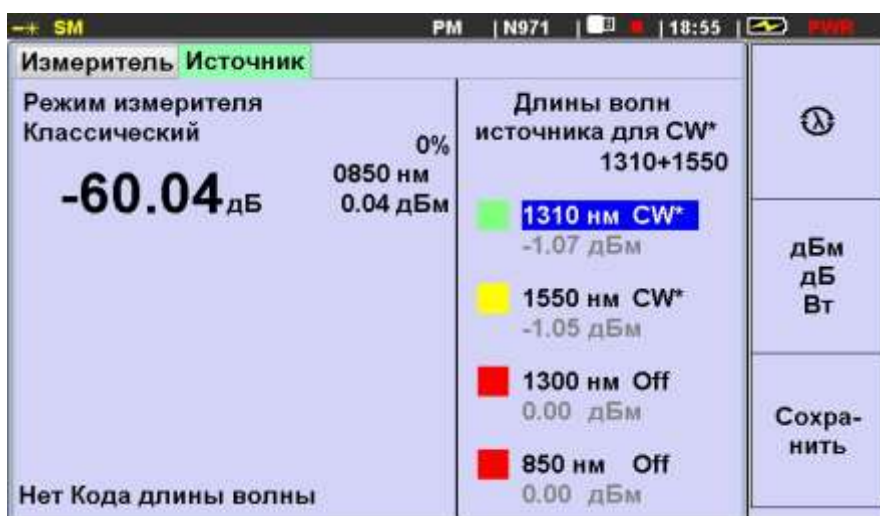 SM PM | N971 | | 18:55 | PWR
Измеритель Источник
Режим измерителя
Классический
0%
0850 нм
-60.04 дБ 0.04 дБм
Длины волн
источника для CW*
1310+1550
1310 нм CW*
-1.07 дБм
1550 нм CW*
-1.05 дБм
1300 нм Off
0.00 дБм
850 нм Off
0.00 дБм
Нет Кода длины волны
λ
дБм
дБ
Вт
Сохра-
нить